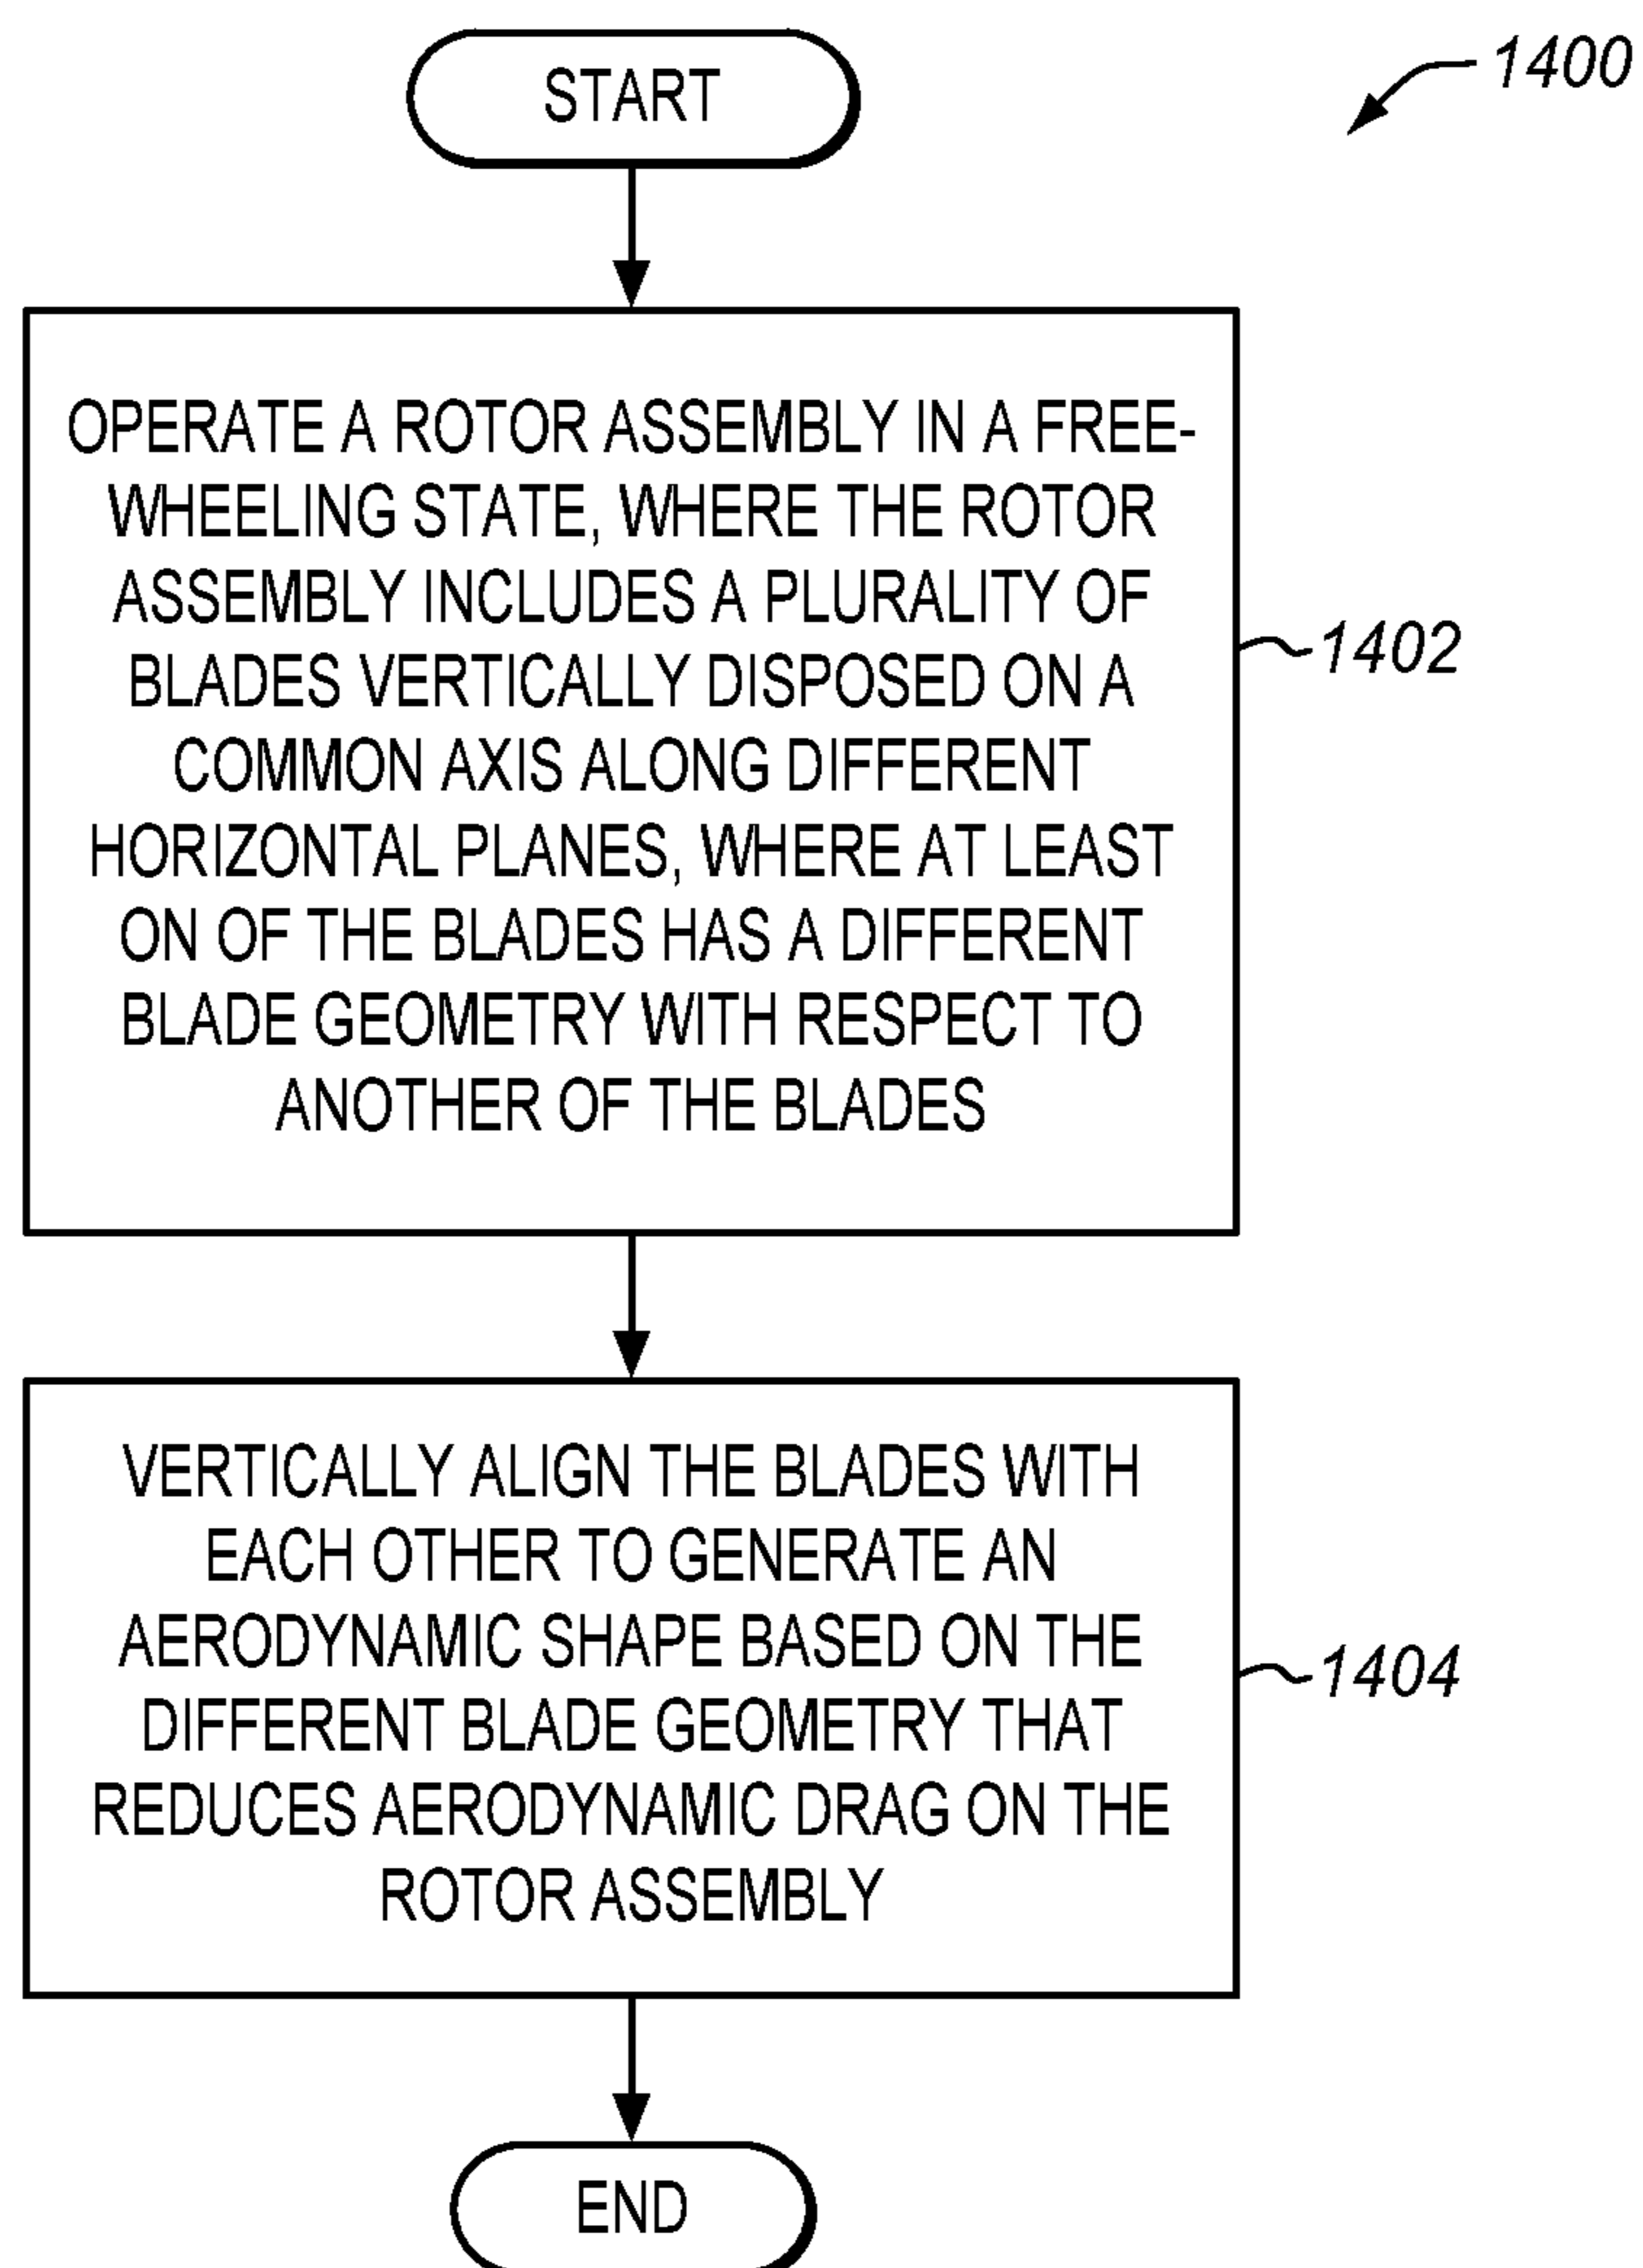 START
1400
OPERATE A ROTOR ASSEMBLY IN A FREE-
WHEELING STATE, WHERE THE ROTOR
ASSEMBLY INCLUDES A PLURALITY OF
BLADES VERTICALLY DISPOSED ON A
COMMON AXIS ALONG DIFFERENT
HORIZONTAL PLANES, WHERE AT LEAST
ON OF THE BLADES HAS A DIFFERENT
BLADE GEOMETRY WITH RESPECT TO
ANOTHER OF THE BLADES
1402
VERTICALLY ALIGN THE BLADES WITH
EACH OTHER TO GENERATE AN
AERODYNAMIC SHAPE BASED ON THE
DIFFERENT BLADE GEOMETRY THAT
REDUCES AERODYNAMIC DRAG ON THE
ROTOR ASSEMBLY
1404
END